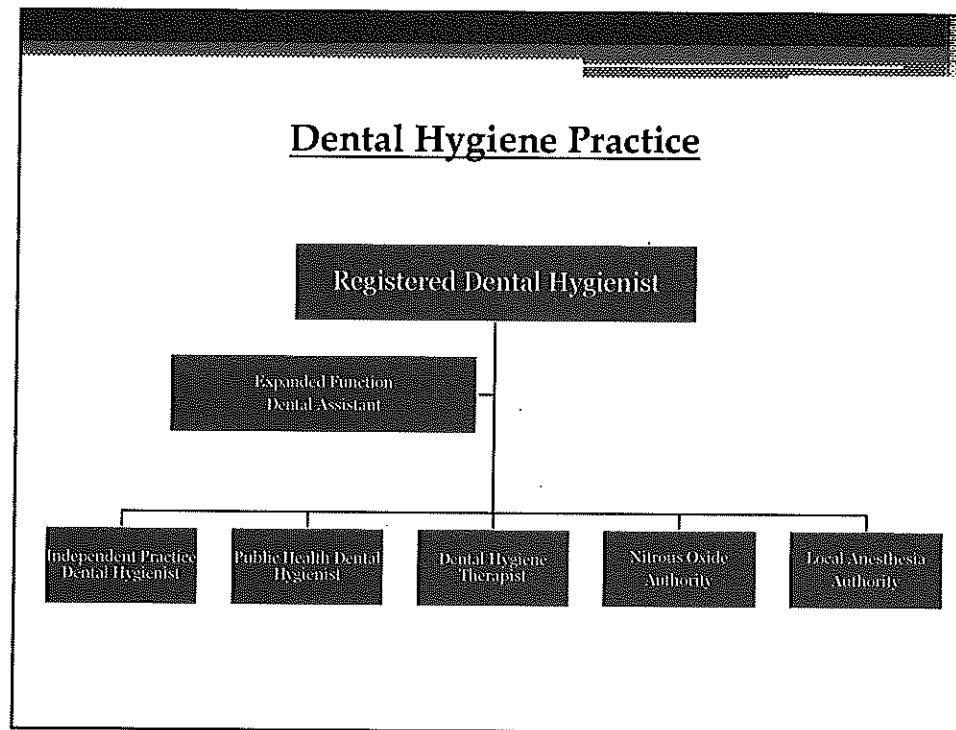 Dental Hygiene Practice
Registered Dental Hygienist
Expanded Function
Dental Assistant
Independent Practice
Dental Hygienist
Public Health Dental
Hygienist
Dental Hygiene
Therapist
Nitrous Oxide
Authority
Local Anesthesia
Authority